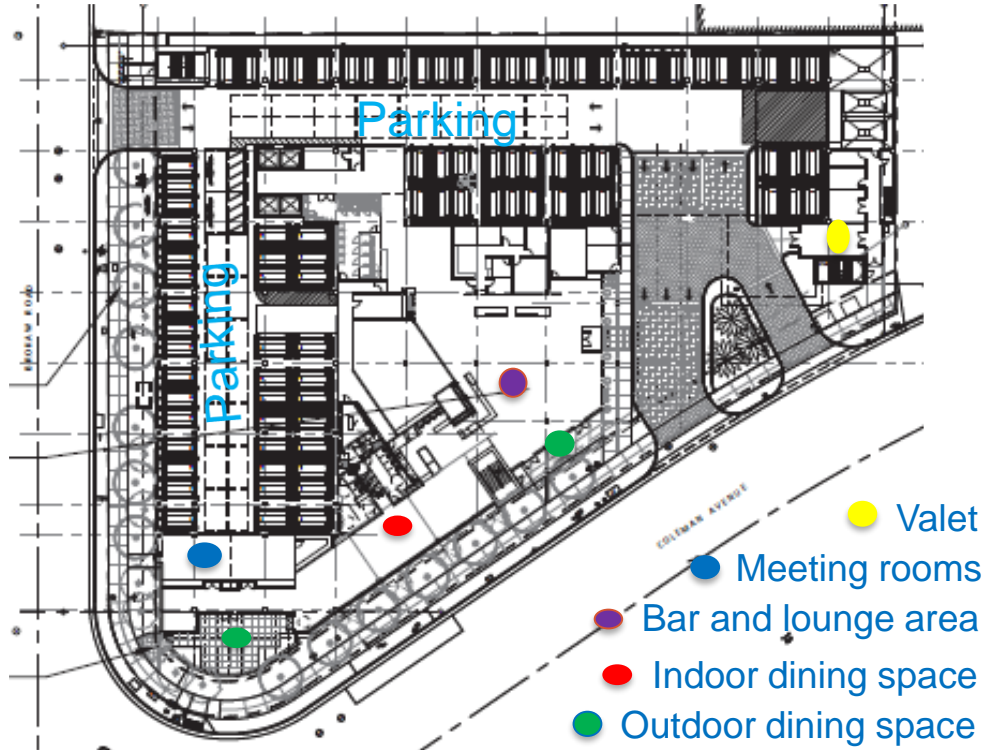 Parking
Parking
COLEMAN AVENUE
Valet
Meeting rooms
Bar and lounge area
Indoor dining space
Outdoor dining space